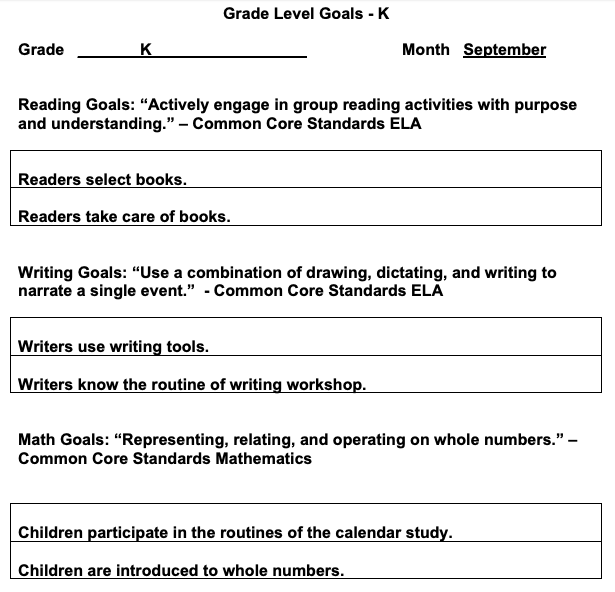 Grade Level Goals - K
Grade K Month September
Reading Goals: “Actively engage in group reading activities with purpose
and understanding.” – Common Core Standards ELA
Readers select books.
Readers take care of books.
Writing Goals: “Use a combination of drawing, dictating, and writing to
narrate a single event.” - Common Core Standards ELA
Writers use writing tools.
Writers know the routine of writing workshop.
Math Goals: “Representing, relating, and operating on whole numbers.” –
Common Core Standards Mathematics
Children participate in the routines of the calendar study.
Children are introduced to whole numbers.